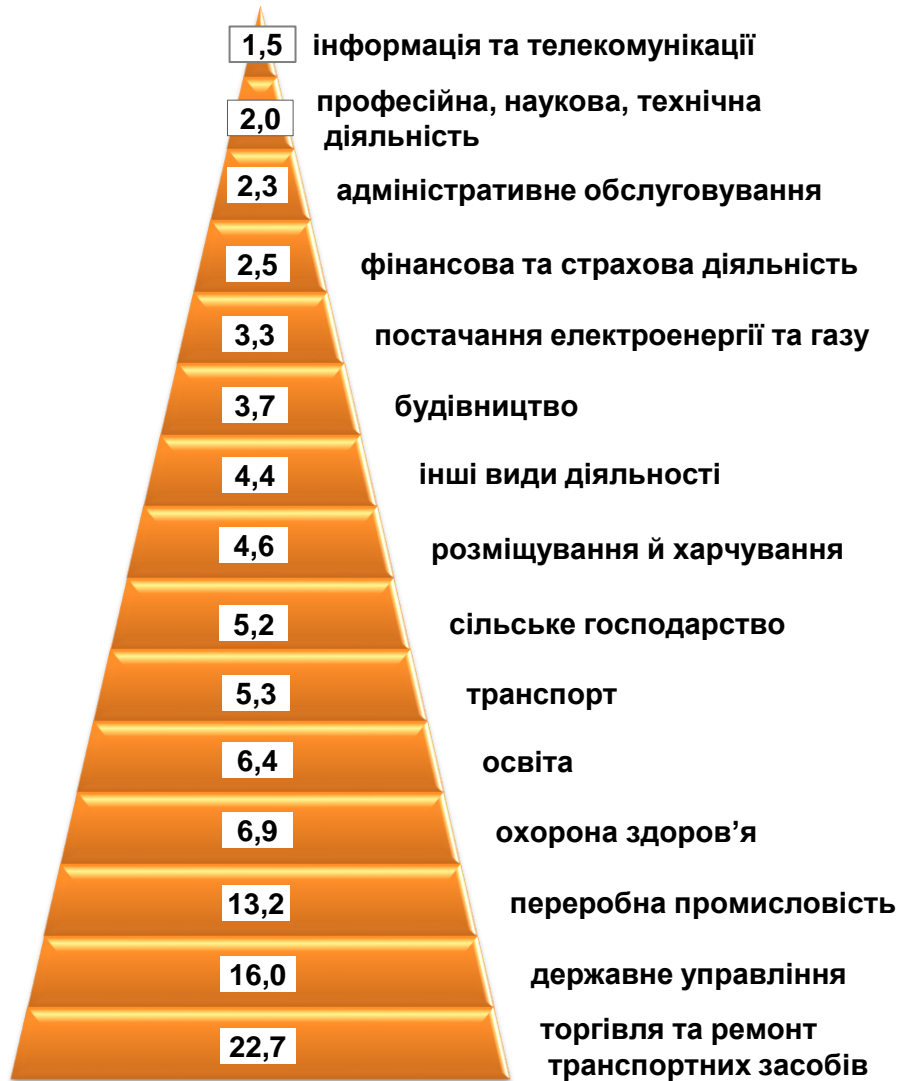 1,5 інформація та телекомунікації
професійна, наукова, технічна
2,0 діяльність
2,3 адміністративне обслуговування
2,5 фінансова та страхова діяльність
3,3 постачання електроенергії та газу
3,7 будівництво
4,4 інші види діяльності
4,6 розміщування й харчування
5,2 сільське господарство
5,3 транспорт
6,4 освіта
6,9 охорона здоров’я
13,2 переробна промисловість
16,0 державне управління
22,7 торгівля та ремонт
транспортних засобів